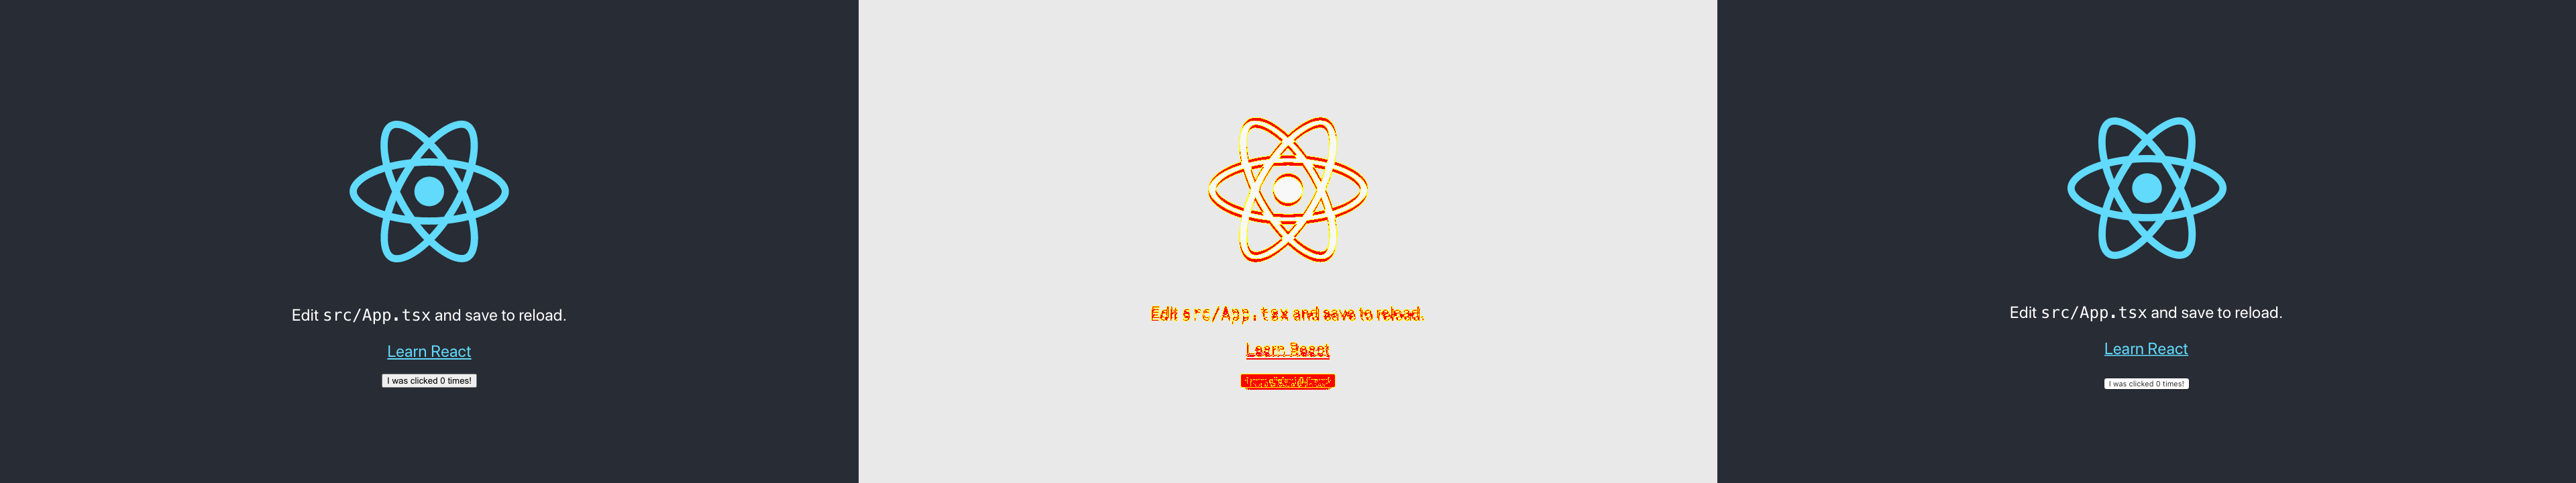 Edit src/App.tsx and save to reload.
Learn React
I was clicked 0 times!
Edit src/App.tsx and save to reload.
Learn React
Edit src/App.tsx and save to reload.
Learn React
I was clicked 0 times!